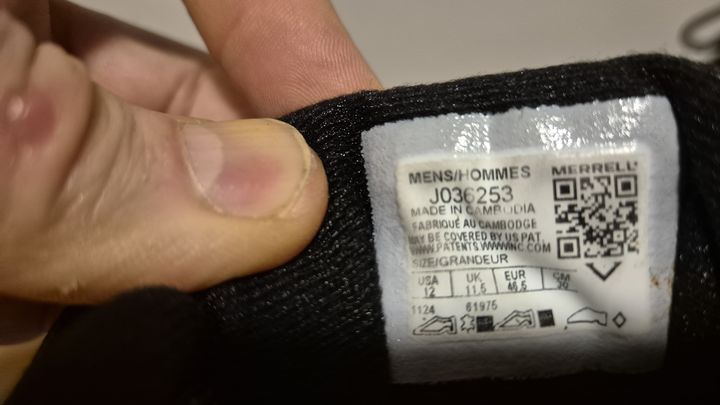 MENS/HOMMES
MERRELL
J036253
MADE IN CAMBODIA
FABRIQUÉ AU CAMBODGE
MAY BE COVERED BY US PAT.
WWW.PATENTS WWWINC.COM
SIZE/GRANDEUR
USA UK EUR CM
12 11.5 46.5
1124 61975